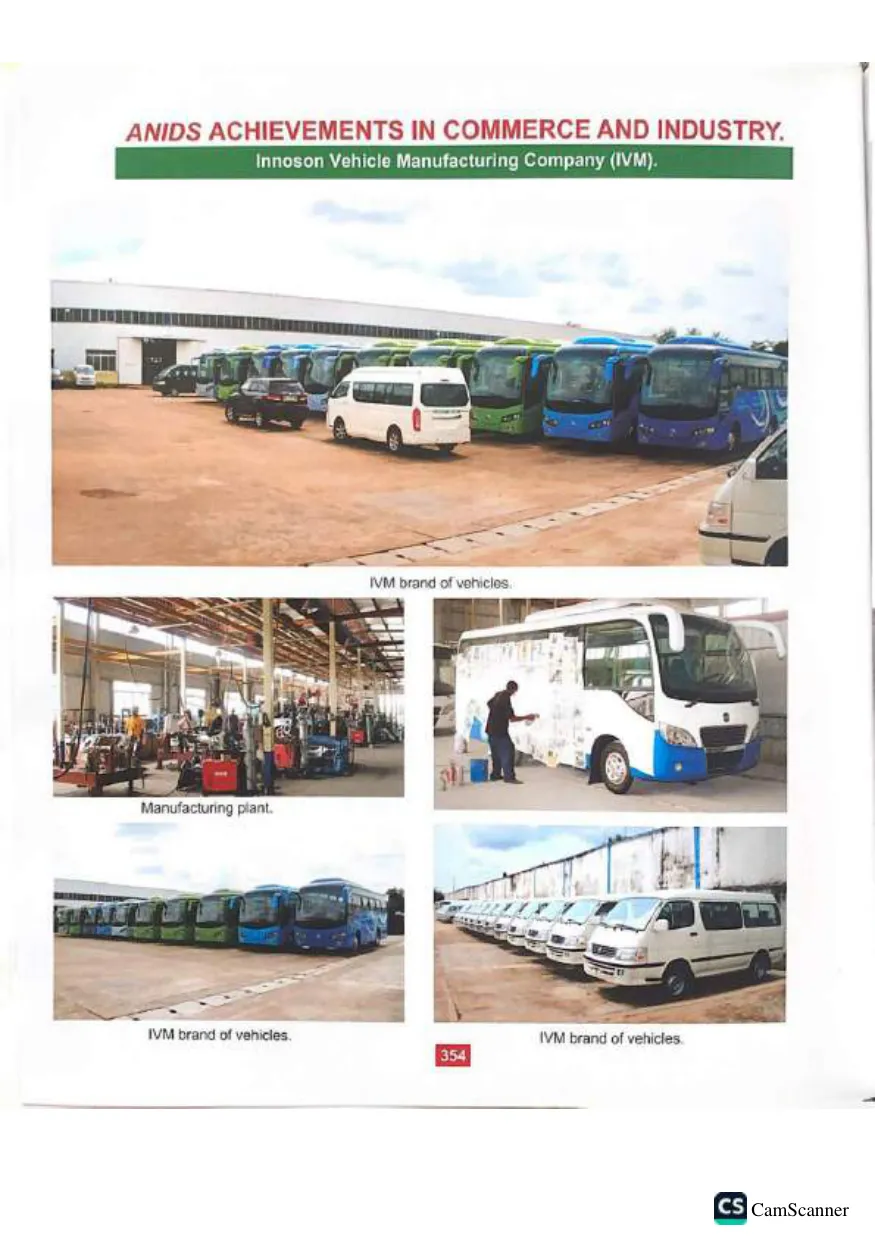 ANIDS ACHIEVEMENTS IN COMMERCE AND INDUSTRY.
Innoson Vehicle Manufacturing Company (IVM).
IVM brand of vehicles.
Manufacturing plant.
IVM brand of vehicles.
IVM brand of vehicles.
354
CS CamScanner